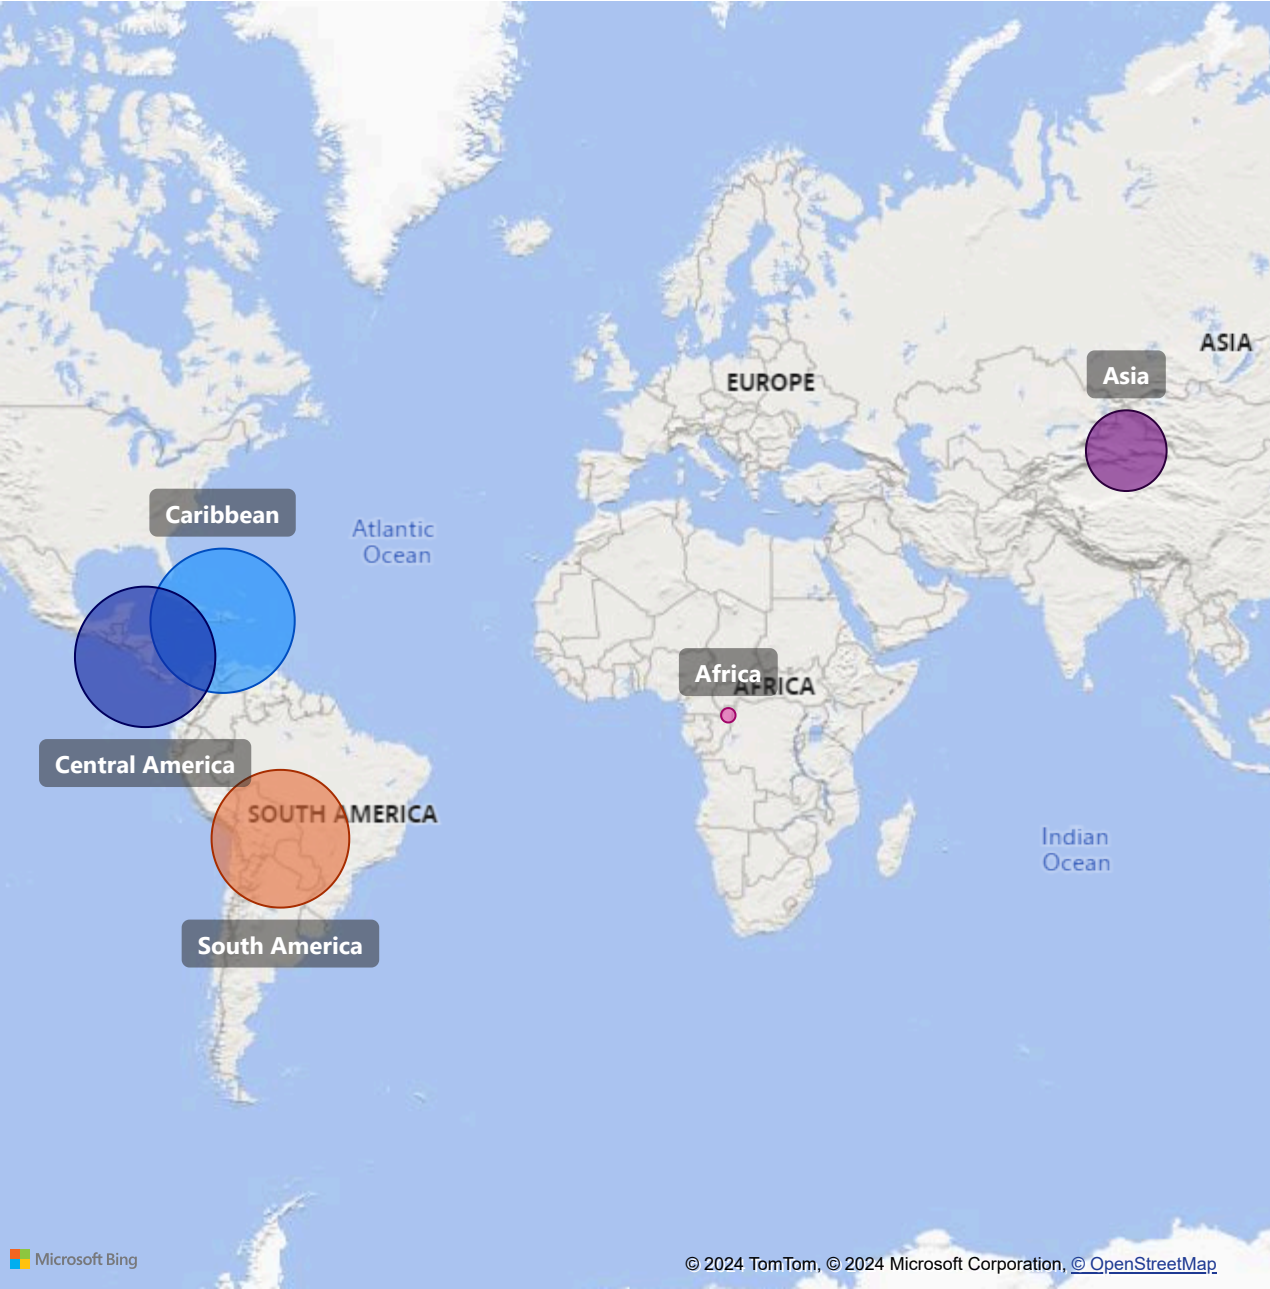 ASIA
Asia
EUROPE
Caribbean
Atlantic
Ocean
Africa
AFRICA
Central America
SOUTH AMERICA
Indian
Ocean
South America
Microsoft Bing
© 2024 TomTom, © 2024 Microsoft Corporation, © OpenStreetMap